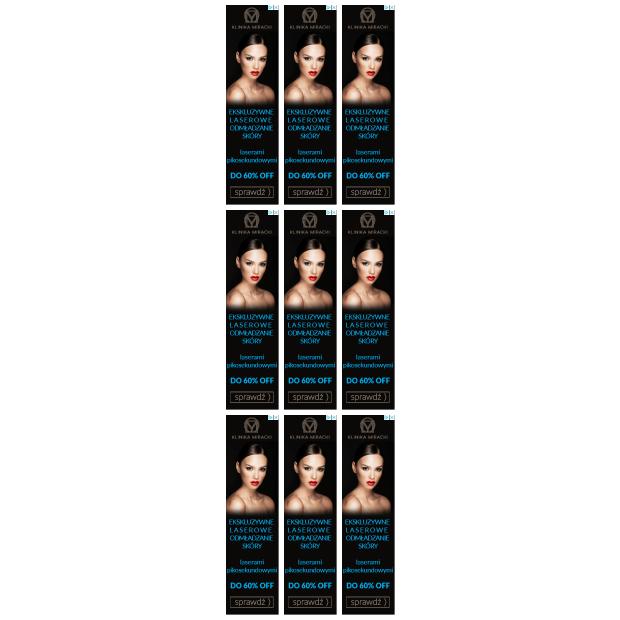 KLINIKA MIRACKI
EKSKLUZYWNE
LASEROWE
ODMŁADZANIE
SKÓRY
laserami
pikosekundowymi
DO 60% OFF
sprawdź ⟩
KLINIKA MIRACKI
EKSKLUZYWNE
LASEROWE
ODMŁADZANIE
SKÓRY
laserami
pikosekundowymi
DO 60% OFF
sprawdź ⟩
KLINIKA MIRACKI
EKSKLUZYWNE
LASEROWE
ODMŁADZANIE
SKÓRY
laserami
pikosekundowymi
DO 60% OFF
sprawdź ⟩
KLINIKA MIRACKI
EKSKLUZYWNE
LASEROWE
ODMŁADZANIE
SKÓRY
laserami
pikosekundowymi
DO 60% OFF
sprawdź ⟩
KLINIKA MIRACKI
EKSKLUZYWNE
LASEROWE
ODMŁADZANIE
SKÓRY
laserami
pikosekundowymi
DO 60% OFF
sprawdź ⟩
KLINIKA MIRACKI
EKSKLUZYWNE
LASEROWE
ODMŁADZANIE
SKÓRY
laserami
pikosekundowymi
DO 60% OFF
sprawdź ⟩
KLINIKA MIRACKI
EKSKLUZYWNE
LASEROWE
ODMŁADZANIE
SKÓRY
laserami
pikosekundowymi
DO 60% OFF
sprawdź ⟩
KLINIKA MIRACKI
EKSKLUZYWNE
LASEROWE
ODMŁADZANIE
SKÓRY
laserami
pikosekundowymi
DO 60% OFF
sprawdź ⟩
KLINIKA MIRACKI
EKSKLUZYWNE
LASEROWE
ODMŁADZANIE
SKÓRY
laserami
pikosekundowymi
DO 60% OFF
sprawdź ⟩